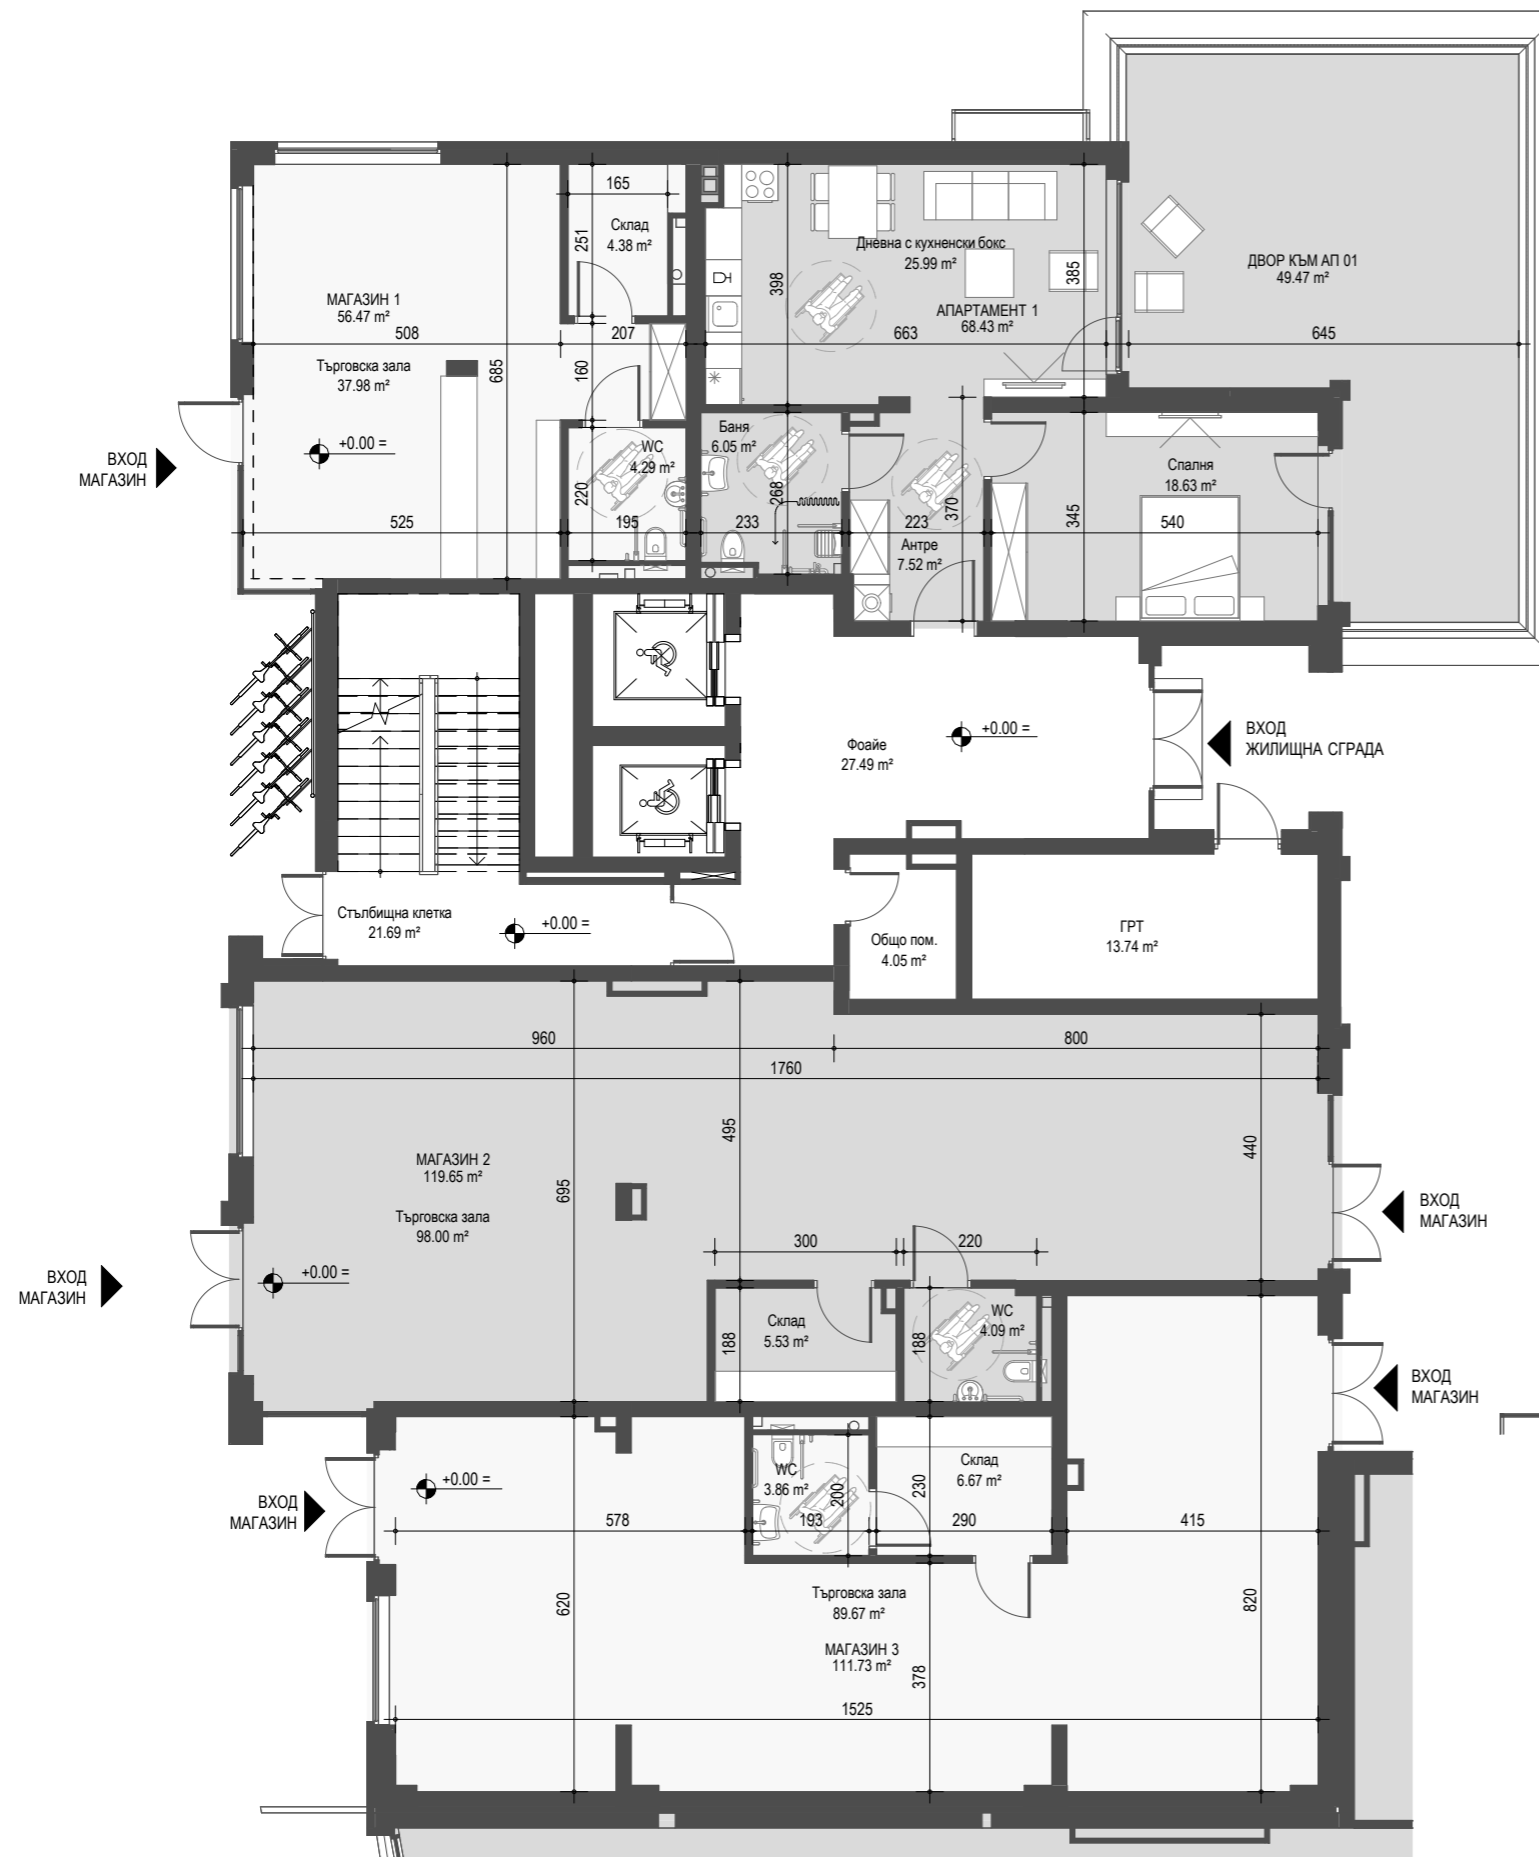 165
Склад
4.38 m²
251
МАГАЗИН 1
56.47 m²
508
207
Търговска зала
37.98 m²
685
160
+0.00 =
ВХОД
МАГАЗИН
WC
4.29 m²
220
525
195
Дневна с кухненски бокс
25.99 m²
398
385
АПАРТАМЕНТ 1
68.43 m²
663
ДВОР КЪМ АП 01
49.47 m²
645
Баня
6.05 m²
268
233
223
370
Антре
7.52 m²
Спалня
18.63 m²
345
540
Фоайе
27.49 m²
+0.00 =
ВХОД
ЖИЛИЩНА СГРАДА
Стълбищна клетка
21.69 m²
+0.00 =
Общо пом.
4.05 m²
ГРТ
13.74 m²
960
800
1760
495
440
МАГАЗИН 2
119.65 m²
695
Търговска зала
98.00 m²
ВХОД
МАГАЗИН
300
220
+0.00 =
ВХОД
МАГАЗИН
Склад
5.53 m²
188
WC
4.09 m²
188
ВХОД
МАГАЗИН
+0.00 =
ВХОД
МАГАЗИН
WC
3.86 m²
200
Склад
6.67 m²
230
578
193
290
415
Търговска зала
89.67 m²
620
820
МАГАЗИН 3
111.73 m²
378
1525